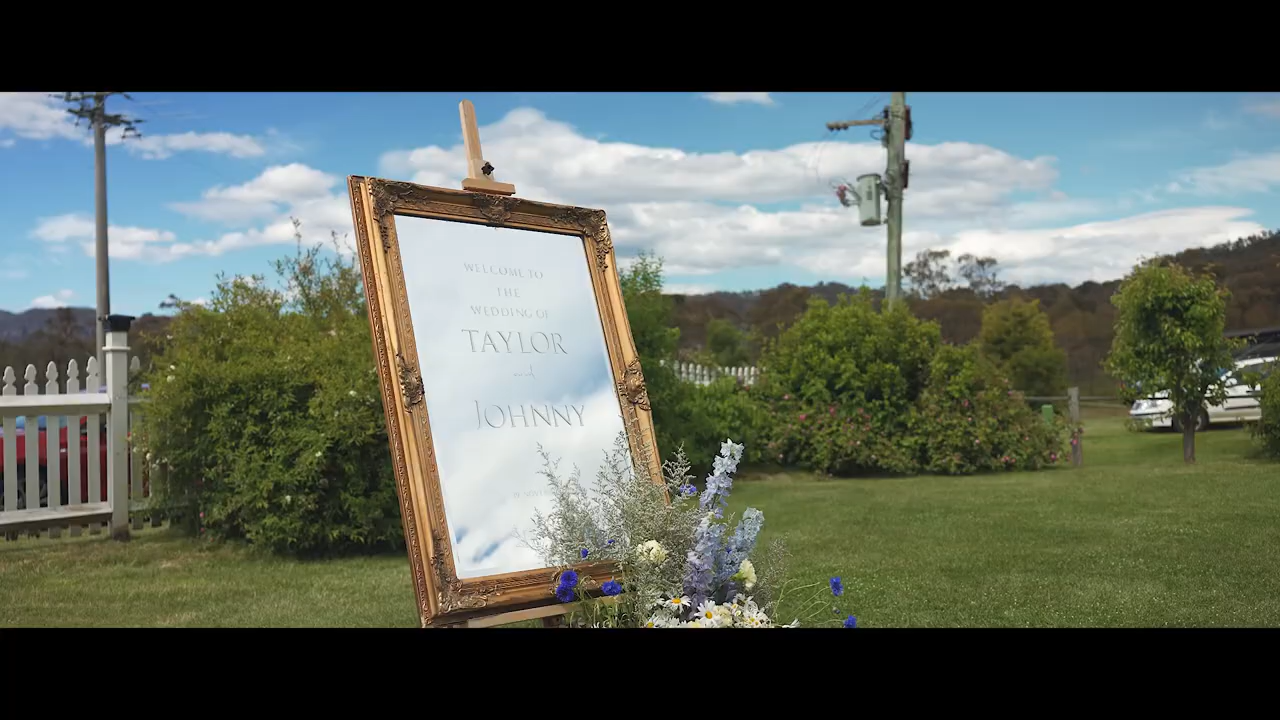 WELCOME TO
THE
WEDDING OF
TAYLOR
and
JOHNNY